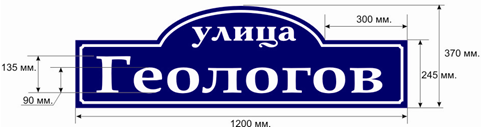 улица
300 мм.
370 мм.
135 мм.
Геологов
245 мм.
90 мм.
1200 мм.